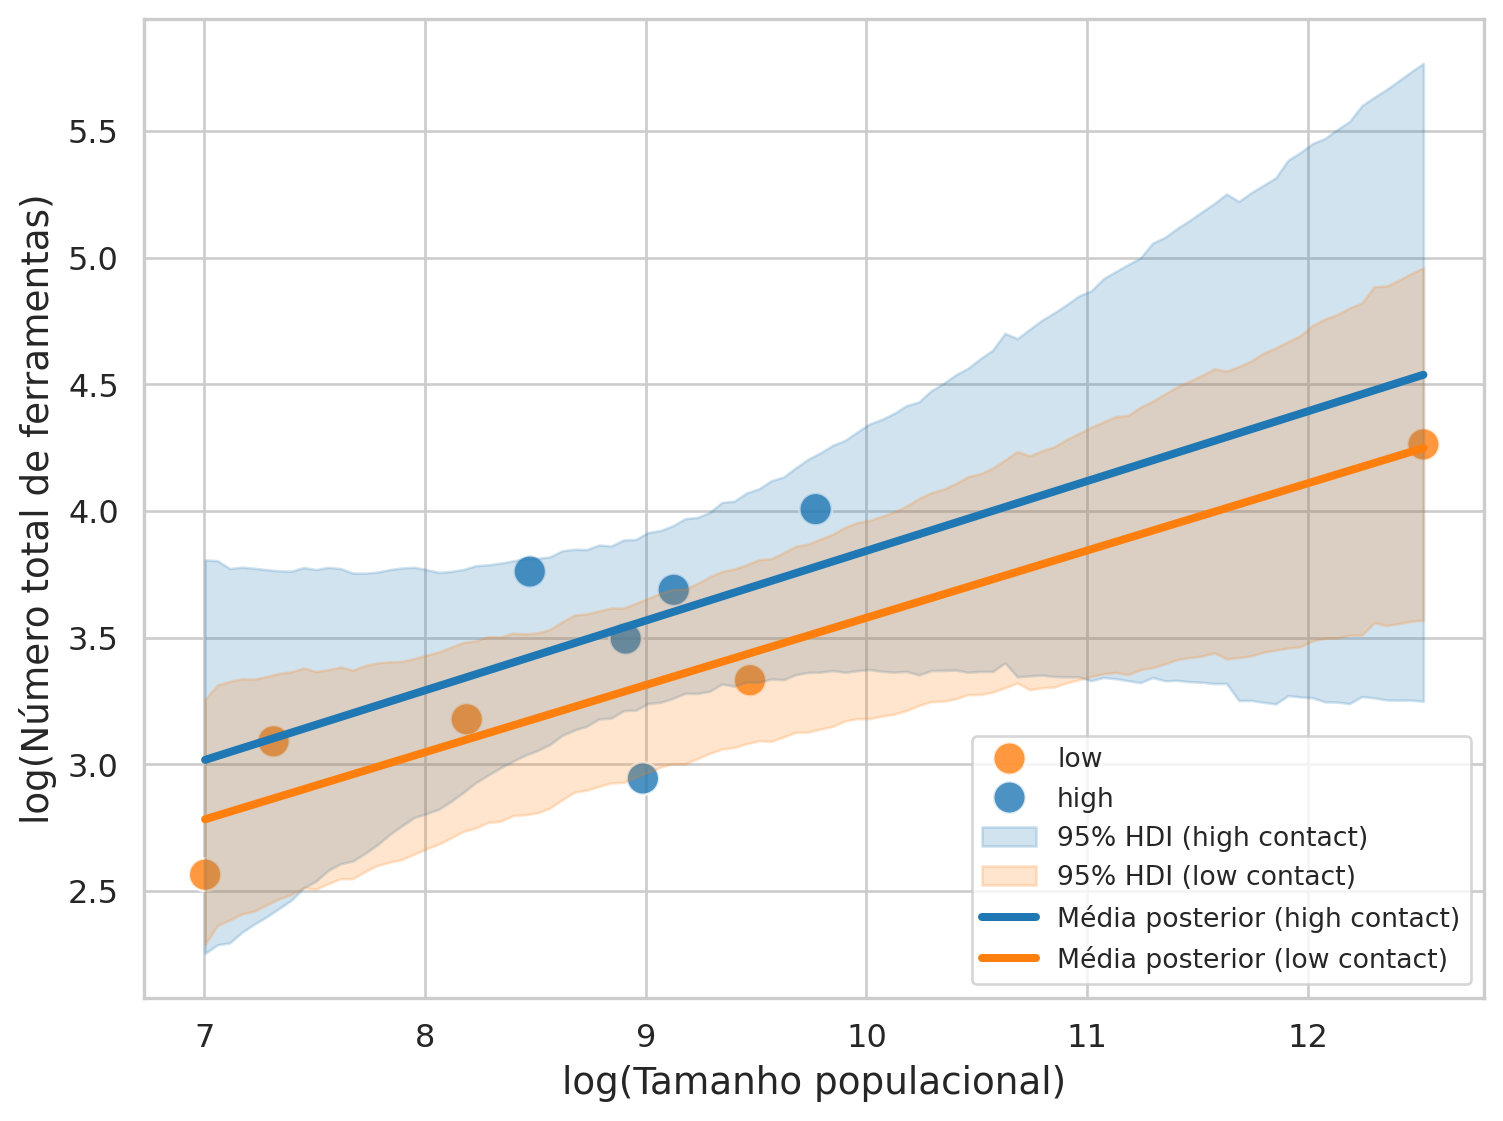 5.5
5.0
4.5
4.0
3.5
3.0
2.5
log(Número total de ferramentas)
low
high
95% HDI (high contact)
95% HDI (low contact)
Média posterior (high contact)
Média posterior (low contact)
7 8 9 10 11 12
log(Tamanho populacional)